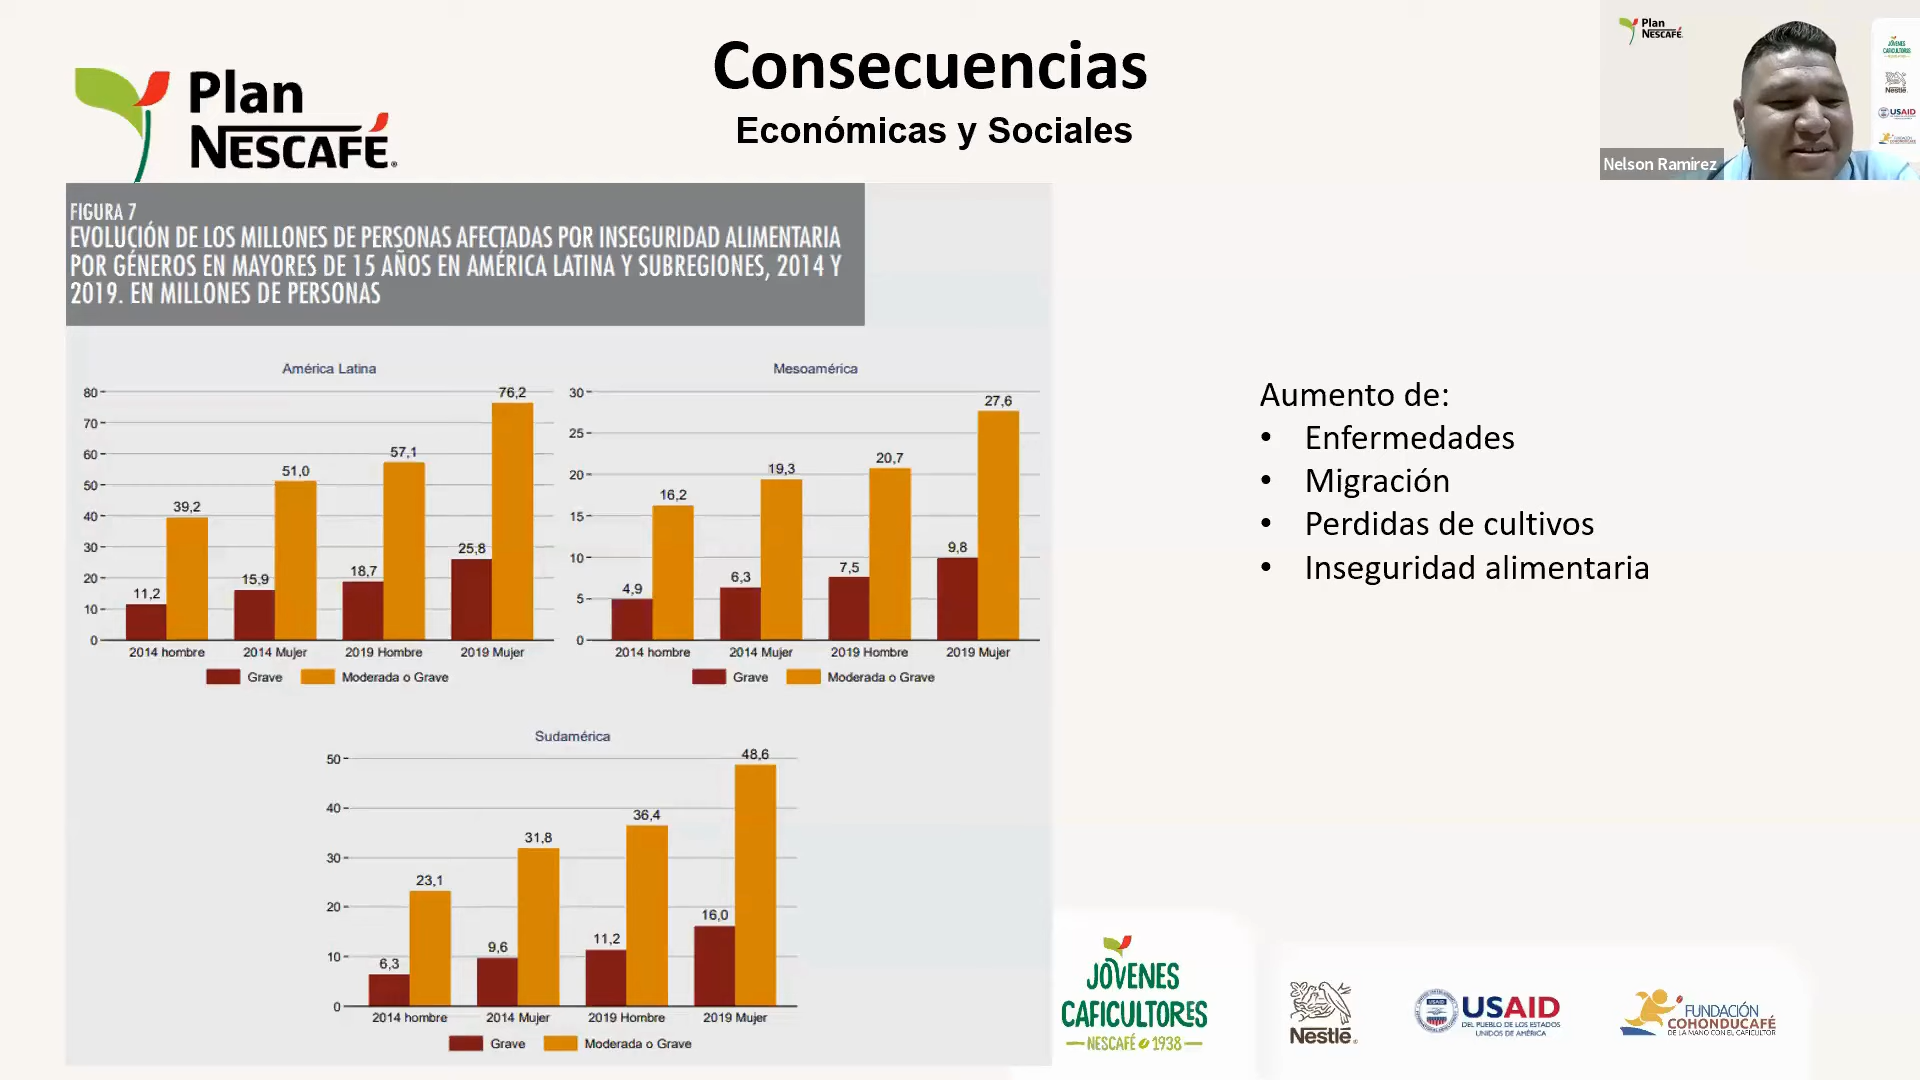 Consecuencias
Económicas y Sociales
Plan
NESCAFÉ
Plan
NESCAFÉ
JÓVENES
CAFICULTORES
Nestlé
USAID
Nelson Ramírez
FIGURA 7
EVOLUCIÓN DE LOS MILLONES DE PERSONAS AFECTADAS POR INSEGURIDAD ALIMENTARIA
POR GÉNEROS EN MAYORES DE 15 AÑOS EN AMÉRICA LATINA Y SUBREGIONES, 2014 Y
2019. EN MILLONES DE PERSONAS
América Latina
80
70
60
50
40
30
20
10
0
11,2
39,2
15,9
51,0
18,7
57,1
25,8
76,2
2014 hombre
2014 Mujer
2019 Hombre
2019 Mujer
Grave
Moderada o Grave
Mesoamérica
30
25
20
15
10
5
0
4,9
16,2
6,3
19,3
7,5
20,7
9,8
27,6
2014 hombre
2014 Mujer
2019 Hombre
2019 Mujer
Grave
Moderada o Grave
Sudamérica
50
40
30
20
10
0
6,3
23,1
9,6
31,8
11,2
36,4
16,0
48,6
2014 hombre
2014 Mujer
2019 Hombre
2019 Mujer
Grave
Moderada o Grave
Aumento de:
• Enfermedades
• Migración
• Perdidas de cultivos
• Inseguridad alimentaria
JÓVENES
CAFICULTORES
NESCAFÉ 1938
Nestlé
USAID
DEL PUEBLO DE LOS ESTADOS
UNIDOS DE AMÉRICA
FUNDACIÓN
COHONDUCAFÉ
DE LA MANO CON EL CAFICULTOR